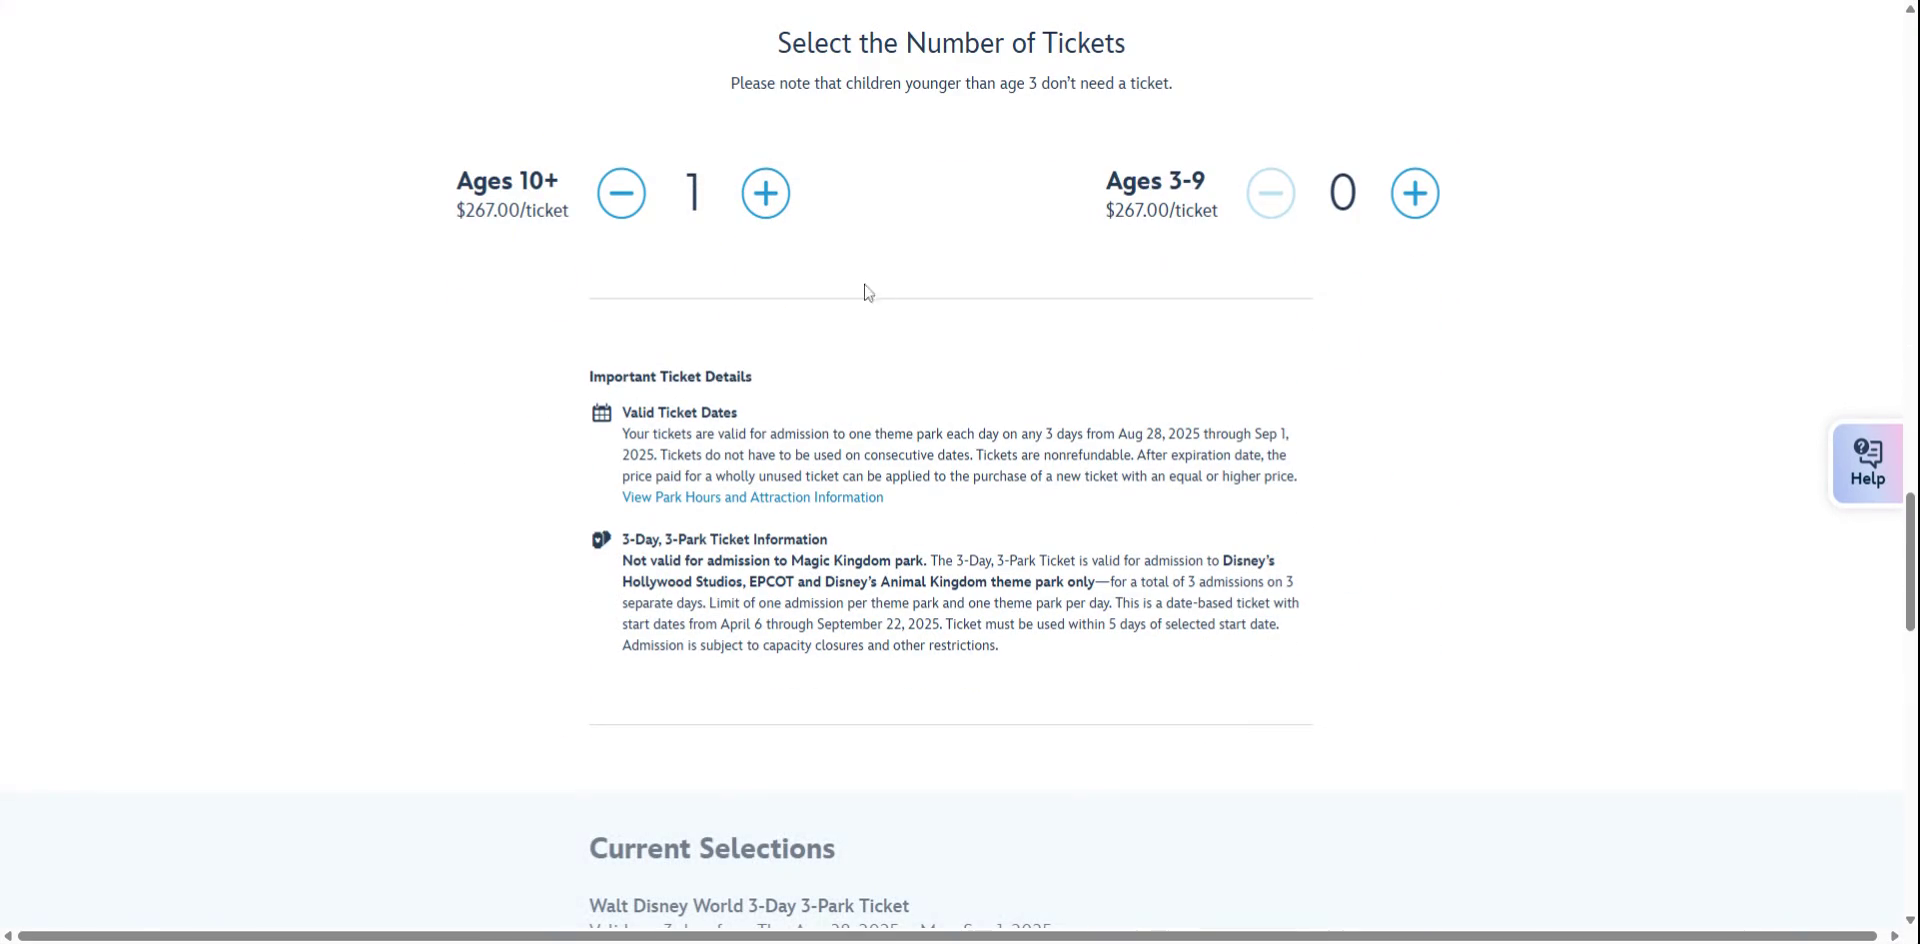 Select the Number of Tickets
Please note that children younger than age 3 don’t need a ticket.
Ages 10+
$267.00/ticket
1
Ages 3-9
$267.00/ticket
0
Important Ticket Details
Valid Ticket Dates
Your tickets are valid for admission to one theme park each day on any 3 days from Aug 28, 2025 through Sep 1,
2025. Tickets do not have to be used on consecutive dates. Tickets are nonrefundable. After expiration date, the
price paid for a wholly unused ticket can be applied to the purchase of a new ticket with an equal or higher price.
View Park Hours and Attraction Information
3-Day, 3-Park Ticket Information
Not valid for admission to Magic Kingdom park. The 3-Day, 3-Park Ticket is valid for admission to Disney’s
Hollywood Studios, EPCOT and Disney’s Animal Kingdom theme park only—for a total of 3 admissions on 3
separate days. Limit of one admission per theme park and one theme park per day. This is a date-based ticket with
start dates from April 6 through September 22, 2025. Ticket must be used within 5 days of selected start date.
Admission is subject to capacity closures and other restrictions.
Help
Current Selections
Walt Disney World 3-Day 3-Park Ticket